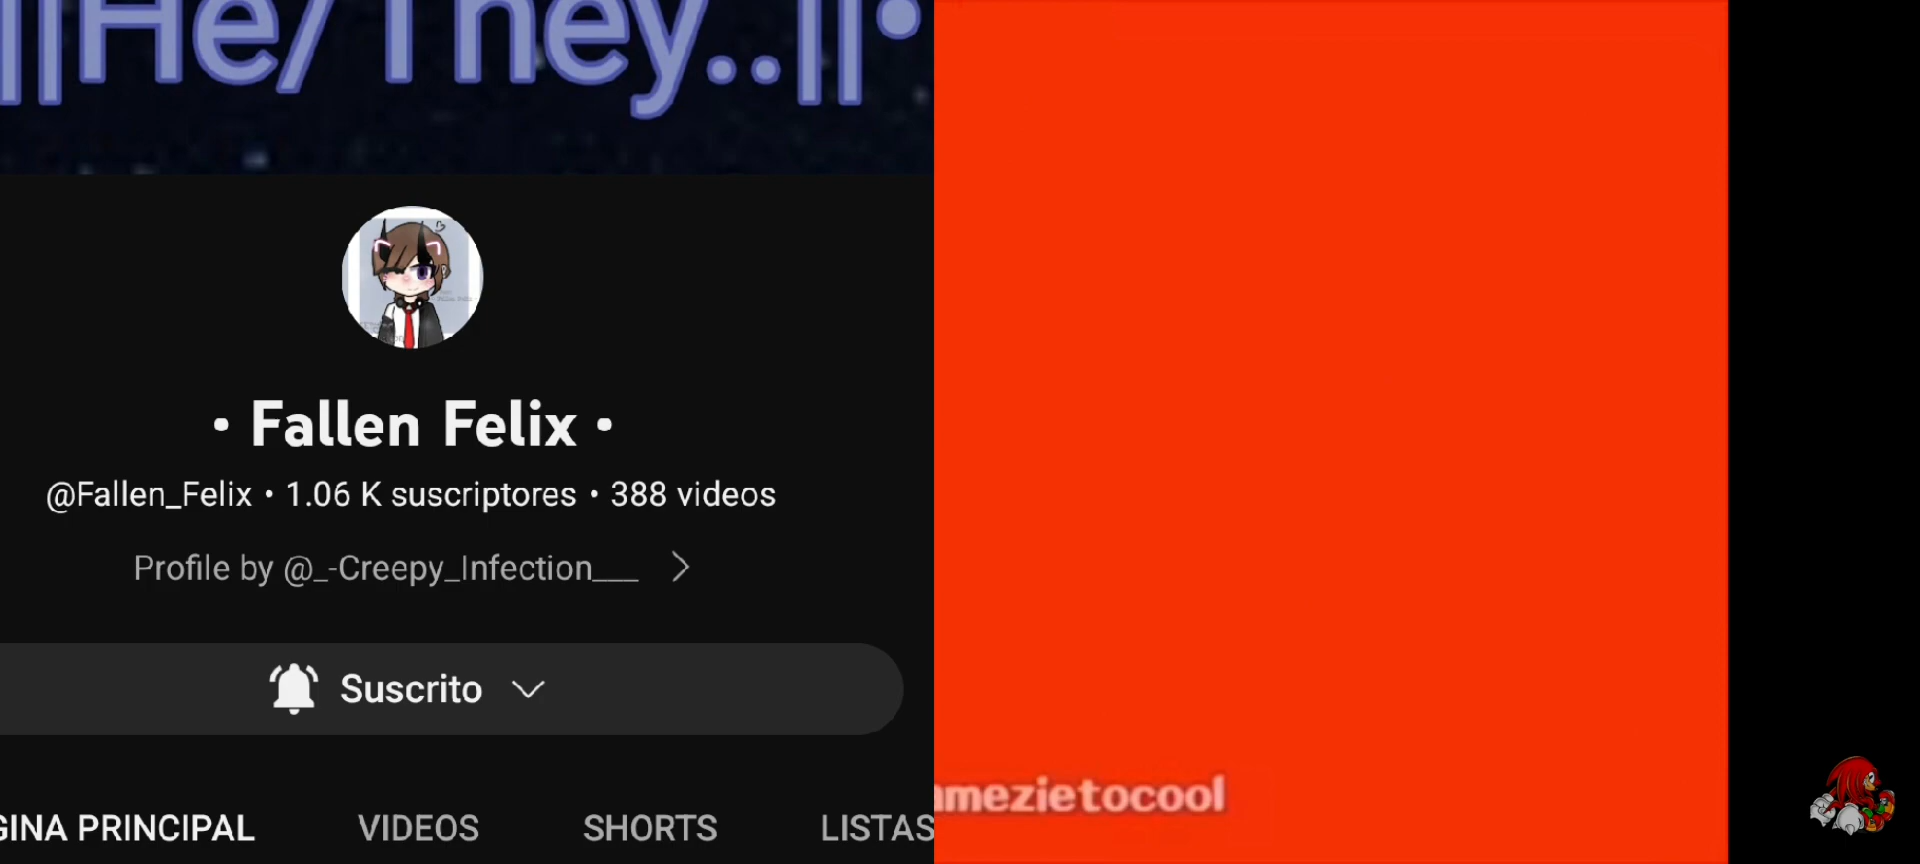 ||He/They..||•
• Fallen Felix •
@Fallen_Felix • 1.06 K suscriptores • 388 videos
Profile by @_-Creepy_Infection___
Suscrito
GINA PRINCIPAL VIDEOS SHORTS LISTAS
mezietocool